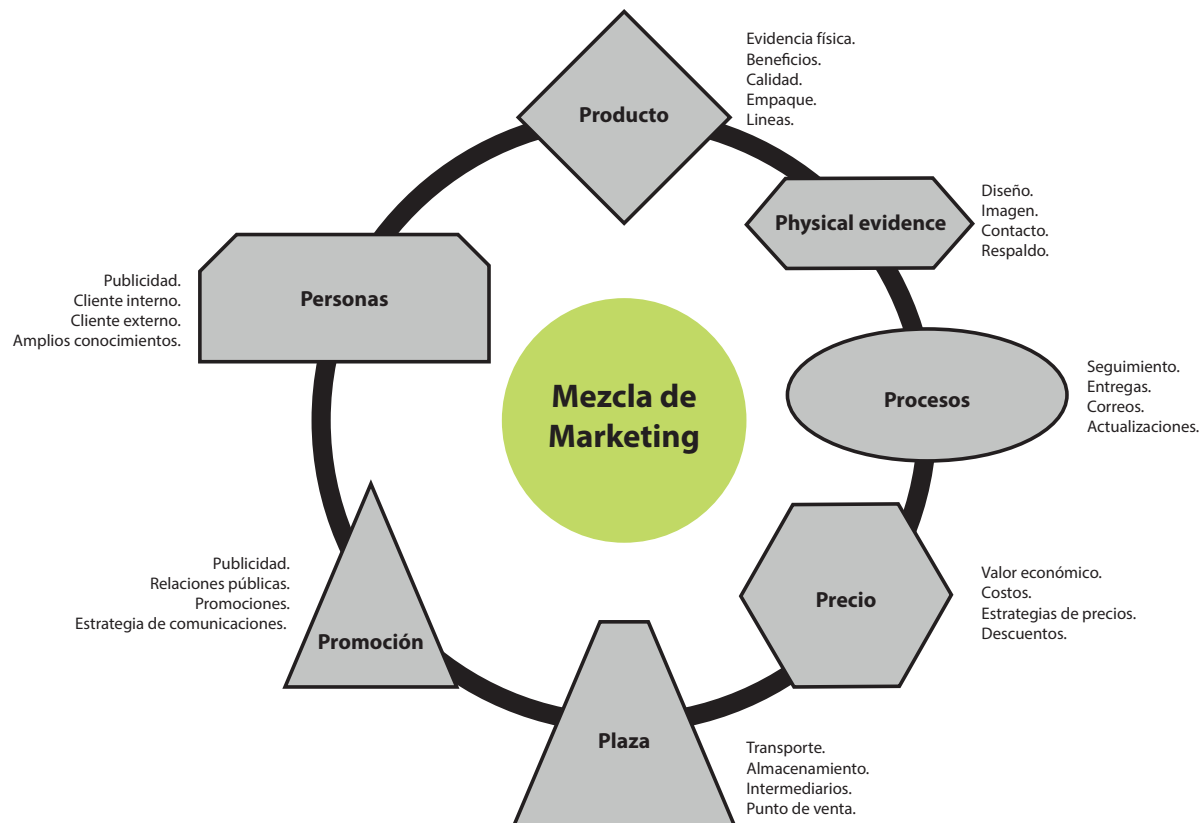 Producto
Evidencia física.
Beneficios.
Calidad.
Empaque.
Lineas.
Physical evidence
Diseño.
Imagen.
Contacto.
Respaldo.
Procesos
Seguimiento.
Entregas.
Correos.
Actualizaciones.
Precio
Valor económico.
Costos.
Estrategias de precios.
Descuentos.
Plaza
Transporte.
Almacenamiento.
Intermediarios.
Punto de venta.
Promoción
Publicidad.
Relaciones públicas.
Promociones.
Estrategia de comunicaciones.
Personas
Publicidad.
Cliente interno.
Cliente externo.
Amplios conocimientos.
Mezcla de
Marketing